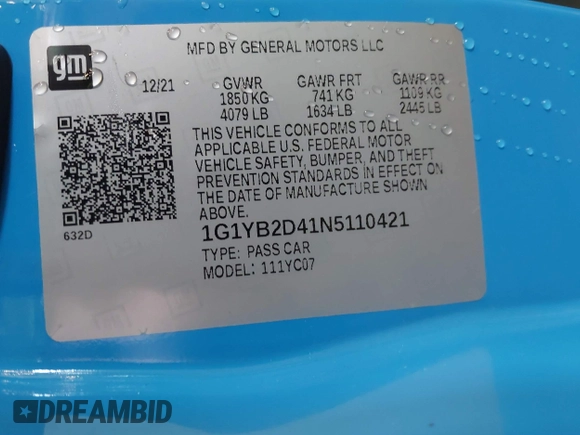 gm
MFD BY GENERAL MOTORS LLC
12/21 GVWR GAWR FRT GAWR RR
1850 KG 741 KG 1109 KG
4079 LB 1634 LB 2445 LB
THIS VEHICLE CONFORMS TO ALL
APPLICABLE U.S. FEDERAL MOTOR
VEHICLE SAFETY, BUMPER, AND THEFT
PREVENTION STANDARDS IN EFFECT ON
THE DATE OF MANUFACTURE SHOWN
ABOVE.
632D
1G1YB2D41N5110421
TYPE: PASS CAR
MODEL: 111YC07
DREAMBID